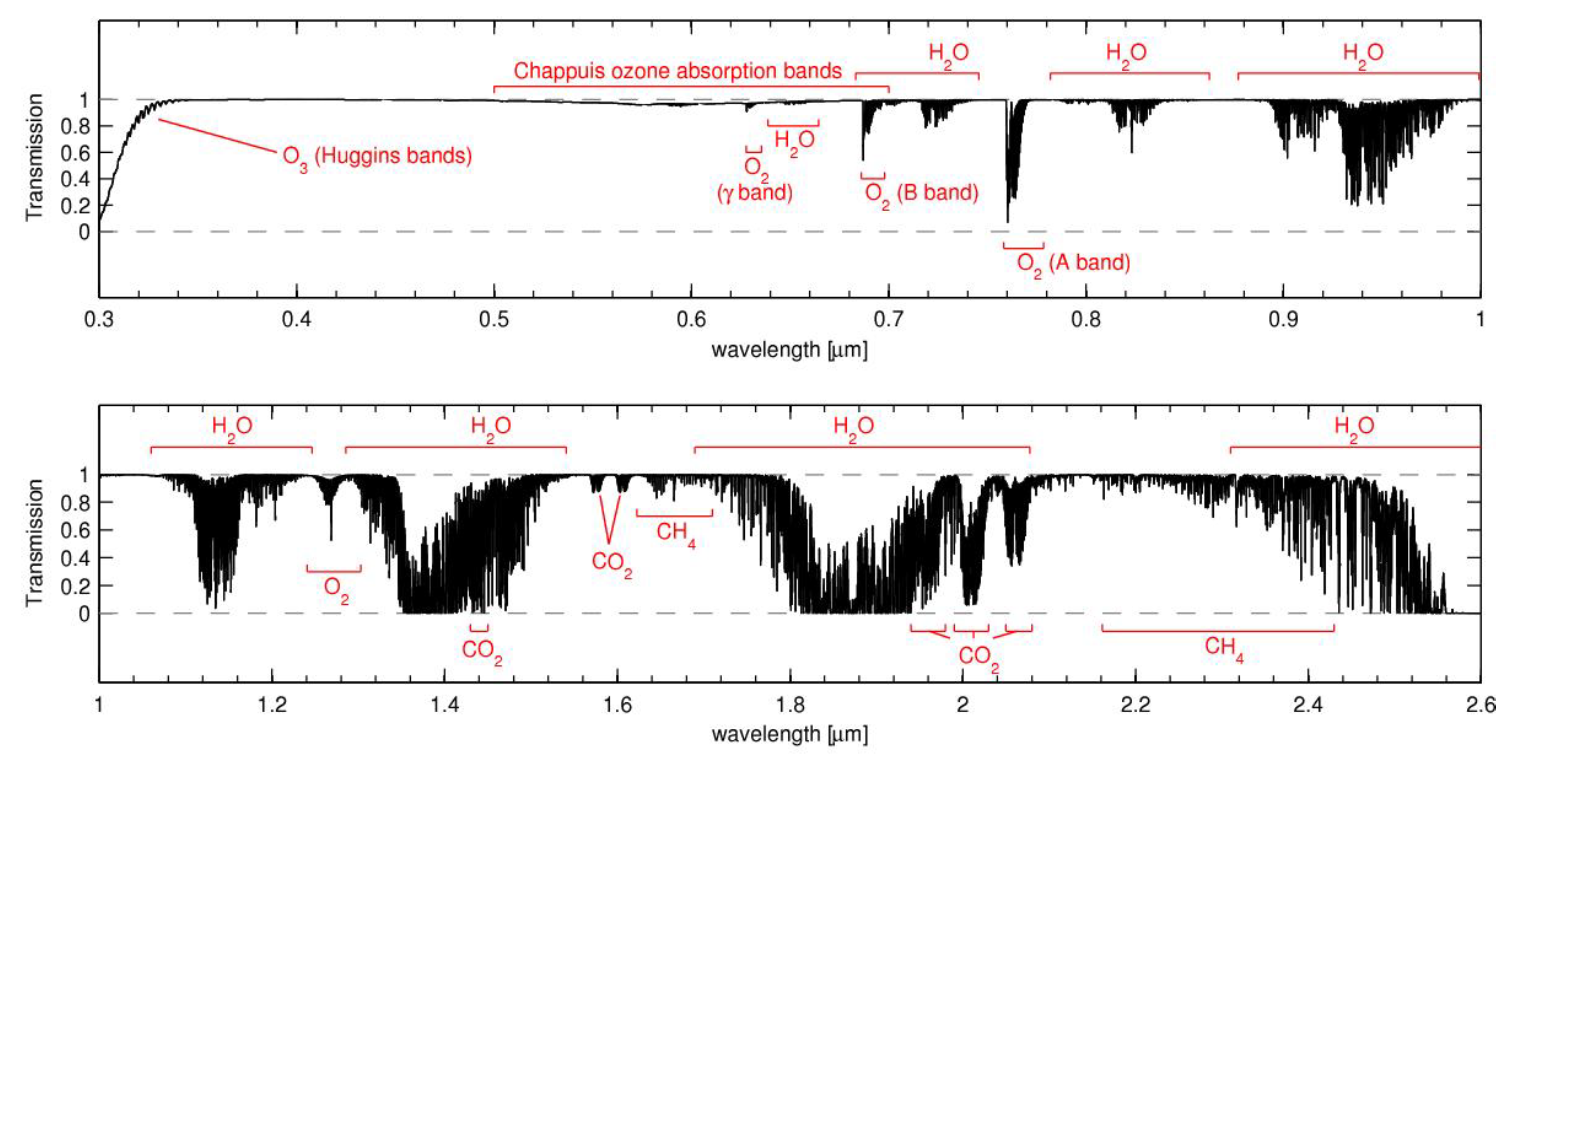 H2O H2O H2O
Chappuis ozone absorption bands
1
0.8
0.6
0.4
0.2
0
Transmission
O3 (Huggins bands)
H2O
O2
(γ band)
O2 (B band)
O2 (A band)
0.3 0.4 0.5 0.6 0.7 0.8 0.9 1
wavelength [μm]
H2O H2O H2O H2O
1
0.8
0.6
0.4
0.2
0
Transmission
O2
CO2
CH4
CO2
CO2
CH4
1 1.2 1.4 1.6 1.8 2 2.2 2.4 2.6
wavelength [μm]